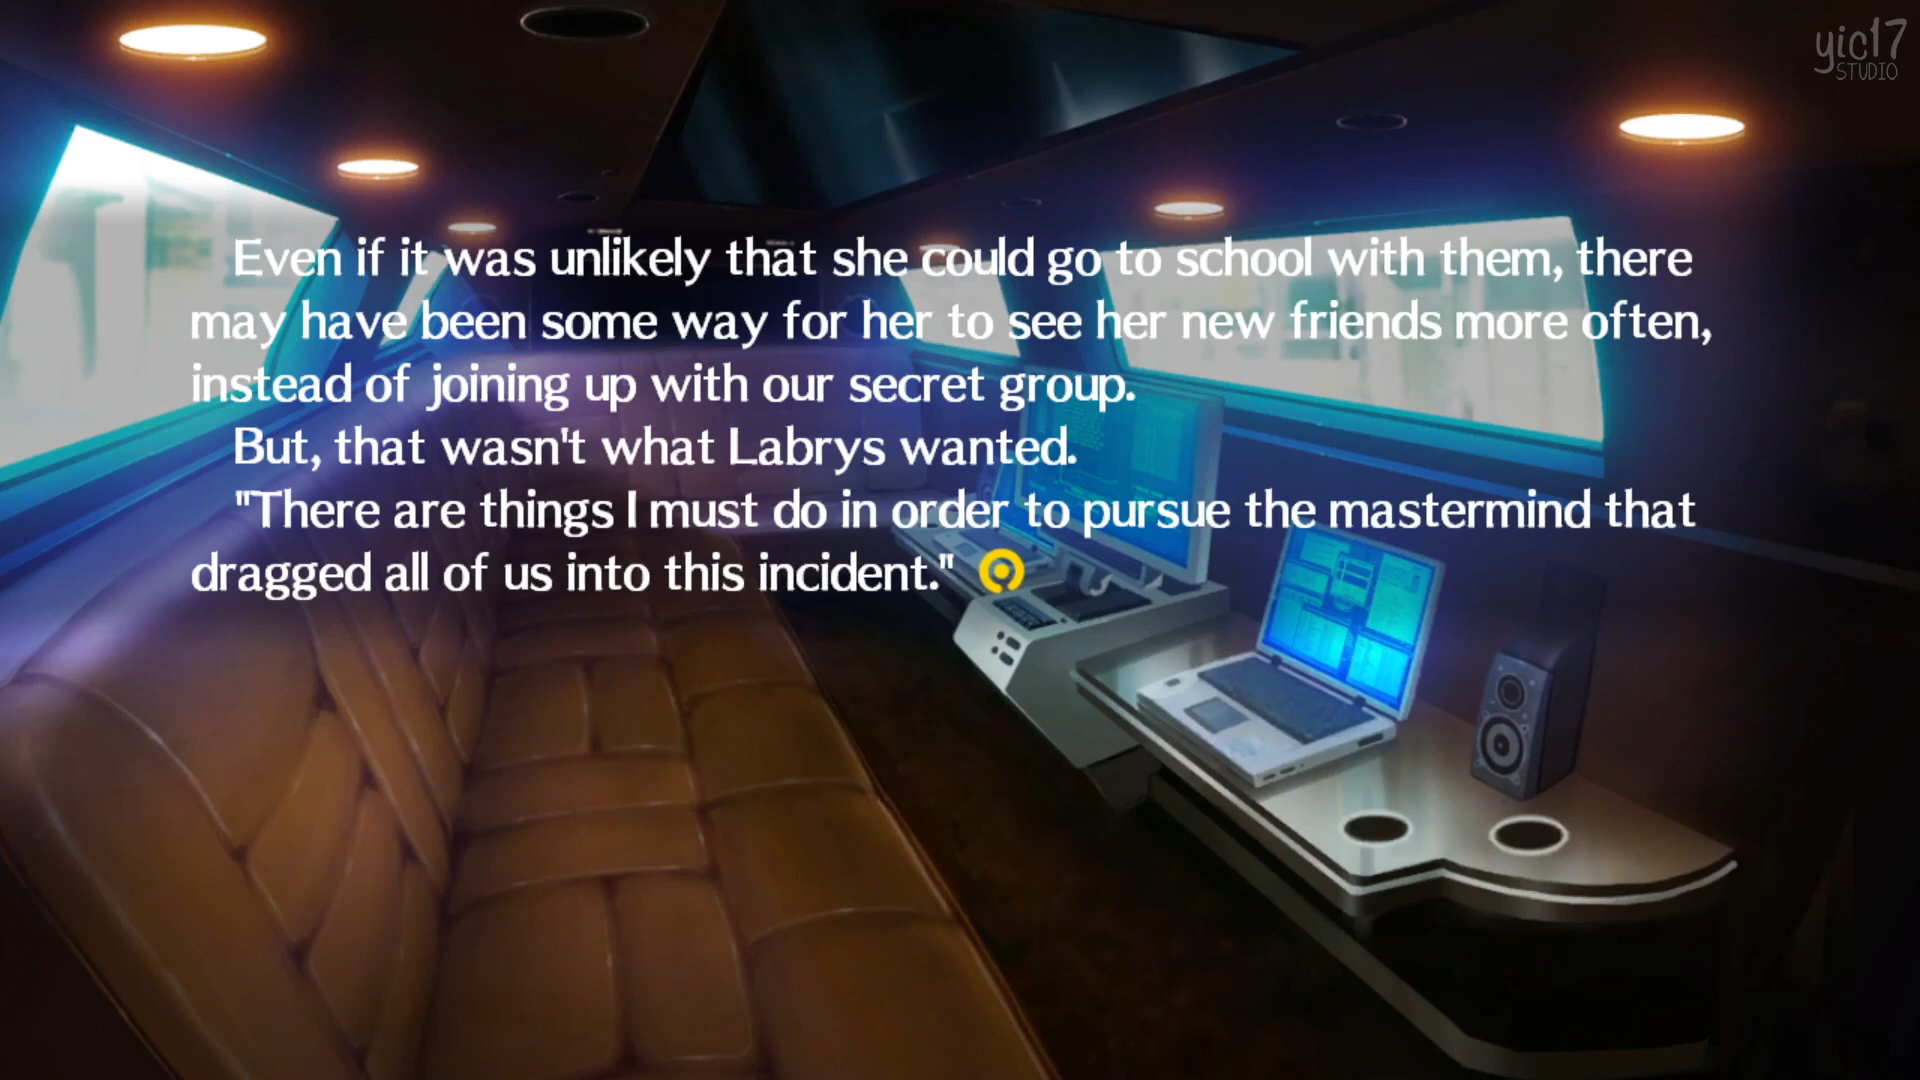 yic17
STUDIO
Even if it was unlikely that she could go to school with them, there
may have been some way for her to see her new friends more often,
instead of joining up with our secret group.
But, that wasn't what Labrys wanted.
"There are things I must do in order to pursue the mastermind that
dragged all of us into this incident."